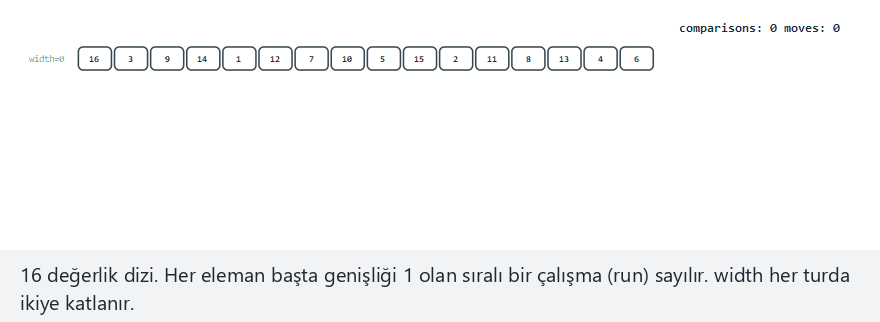 comparisons: 0 moves: 0
width=0 16 3 9 14 1 12 7 10 5 15 2 11 8 13 4 6
16 değerlik dizi. Her eleman başta genişliği 1 olan sıralı bir çalışma (run) sayılır. width her turda
ikiye katlanır.